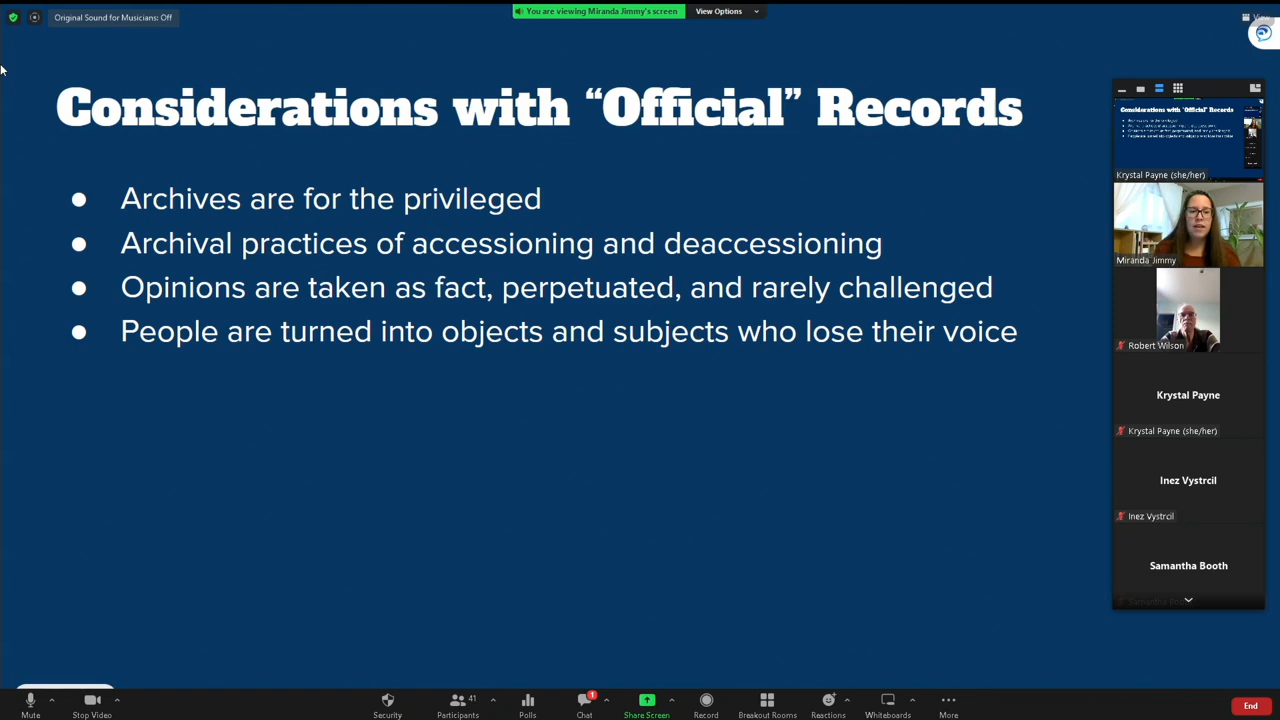 Original Sound for Musicians: Off
You are viewing Miranda Jimmy's screen
View Options
View
Considerations with “Official” Records
● Archives are for the privileged
● Archival practices of accessioning and deaccessioning
● Opinions are taken as fact, perpetuated, and rarely challenged
● People are turned into objects and subjects who lose their voice
Considerations with “Official” Records
Krystal Payne (she/her)
Miranda Jimmy
Robert Wilson
Krystal Payne
Krystal Payne (she/her)
Inez Vystrcil
Inez Vystrcil
Samantha Booth
Samantha Booth
Mute
Stop Video
Security
41
Participants
Polls
1
Chat
Share Screen
Record
Breakout Rooms
Reactions
Whiteboards
More
End